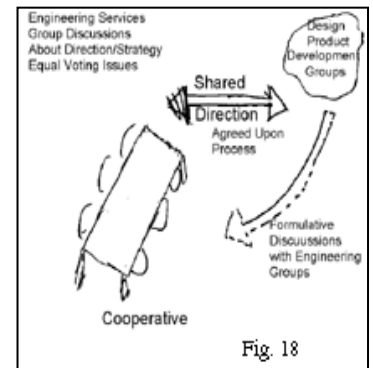 Engineering Services
Group Discussions
About Direction/Strategy
Equal Voting Issues
Design
Product
Development
Groups
Shared
Direction
Agreed Upon
Process
Formulative
Discuussions
with Engineering
Groups
Cooperative
Fig. 18